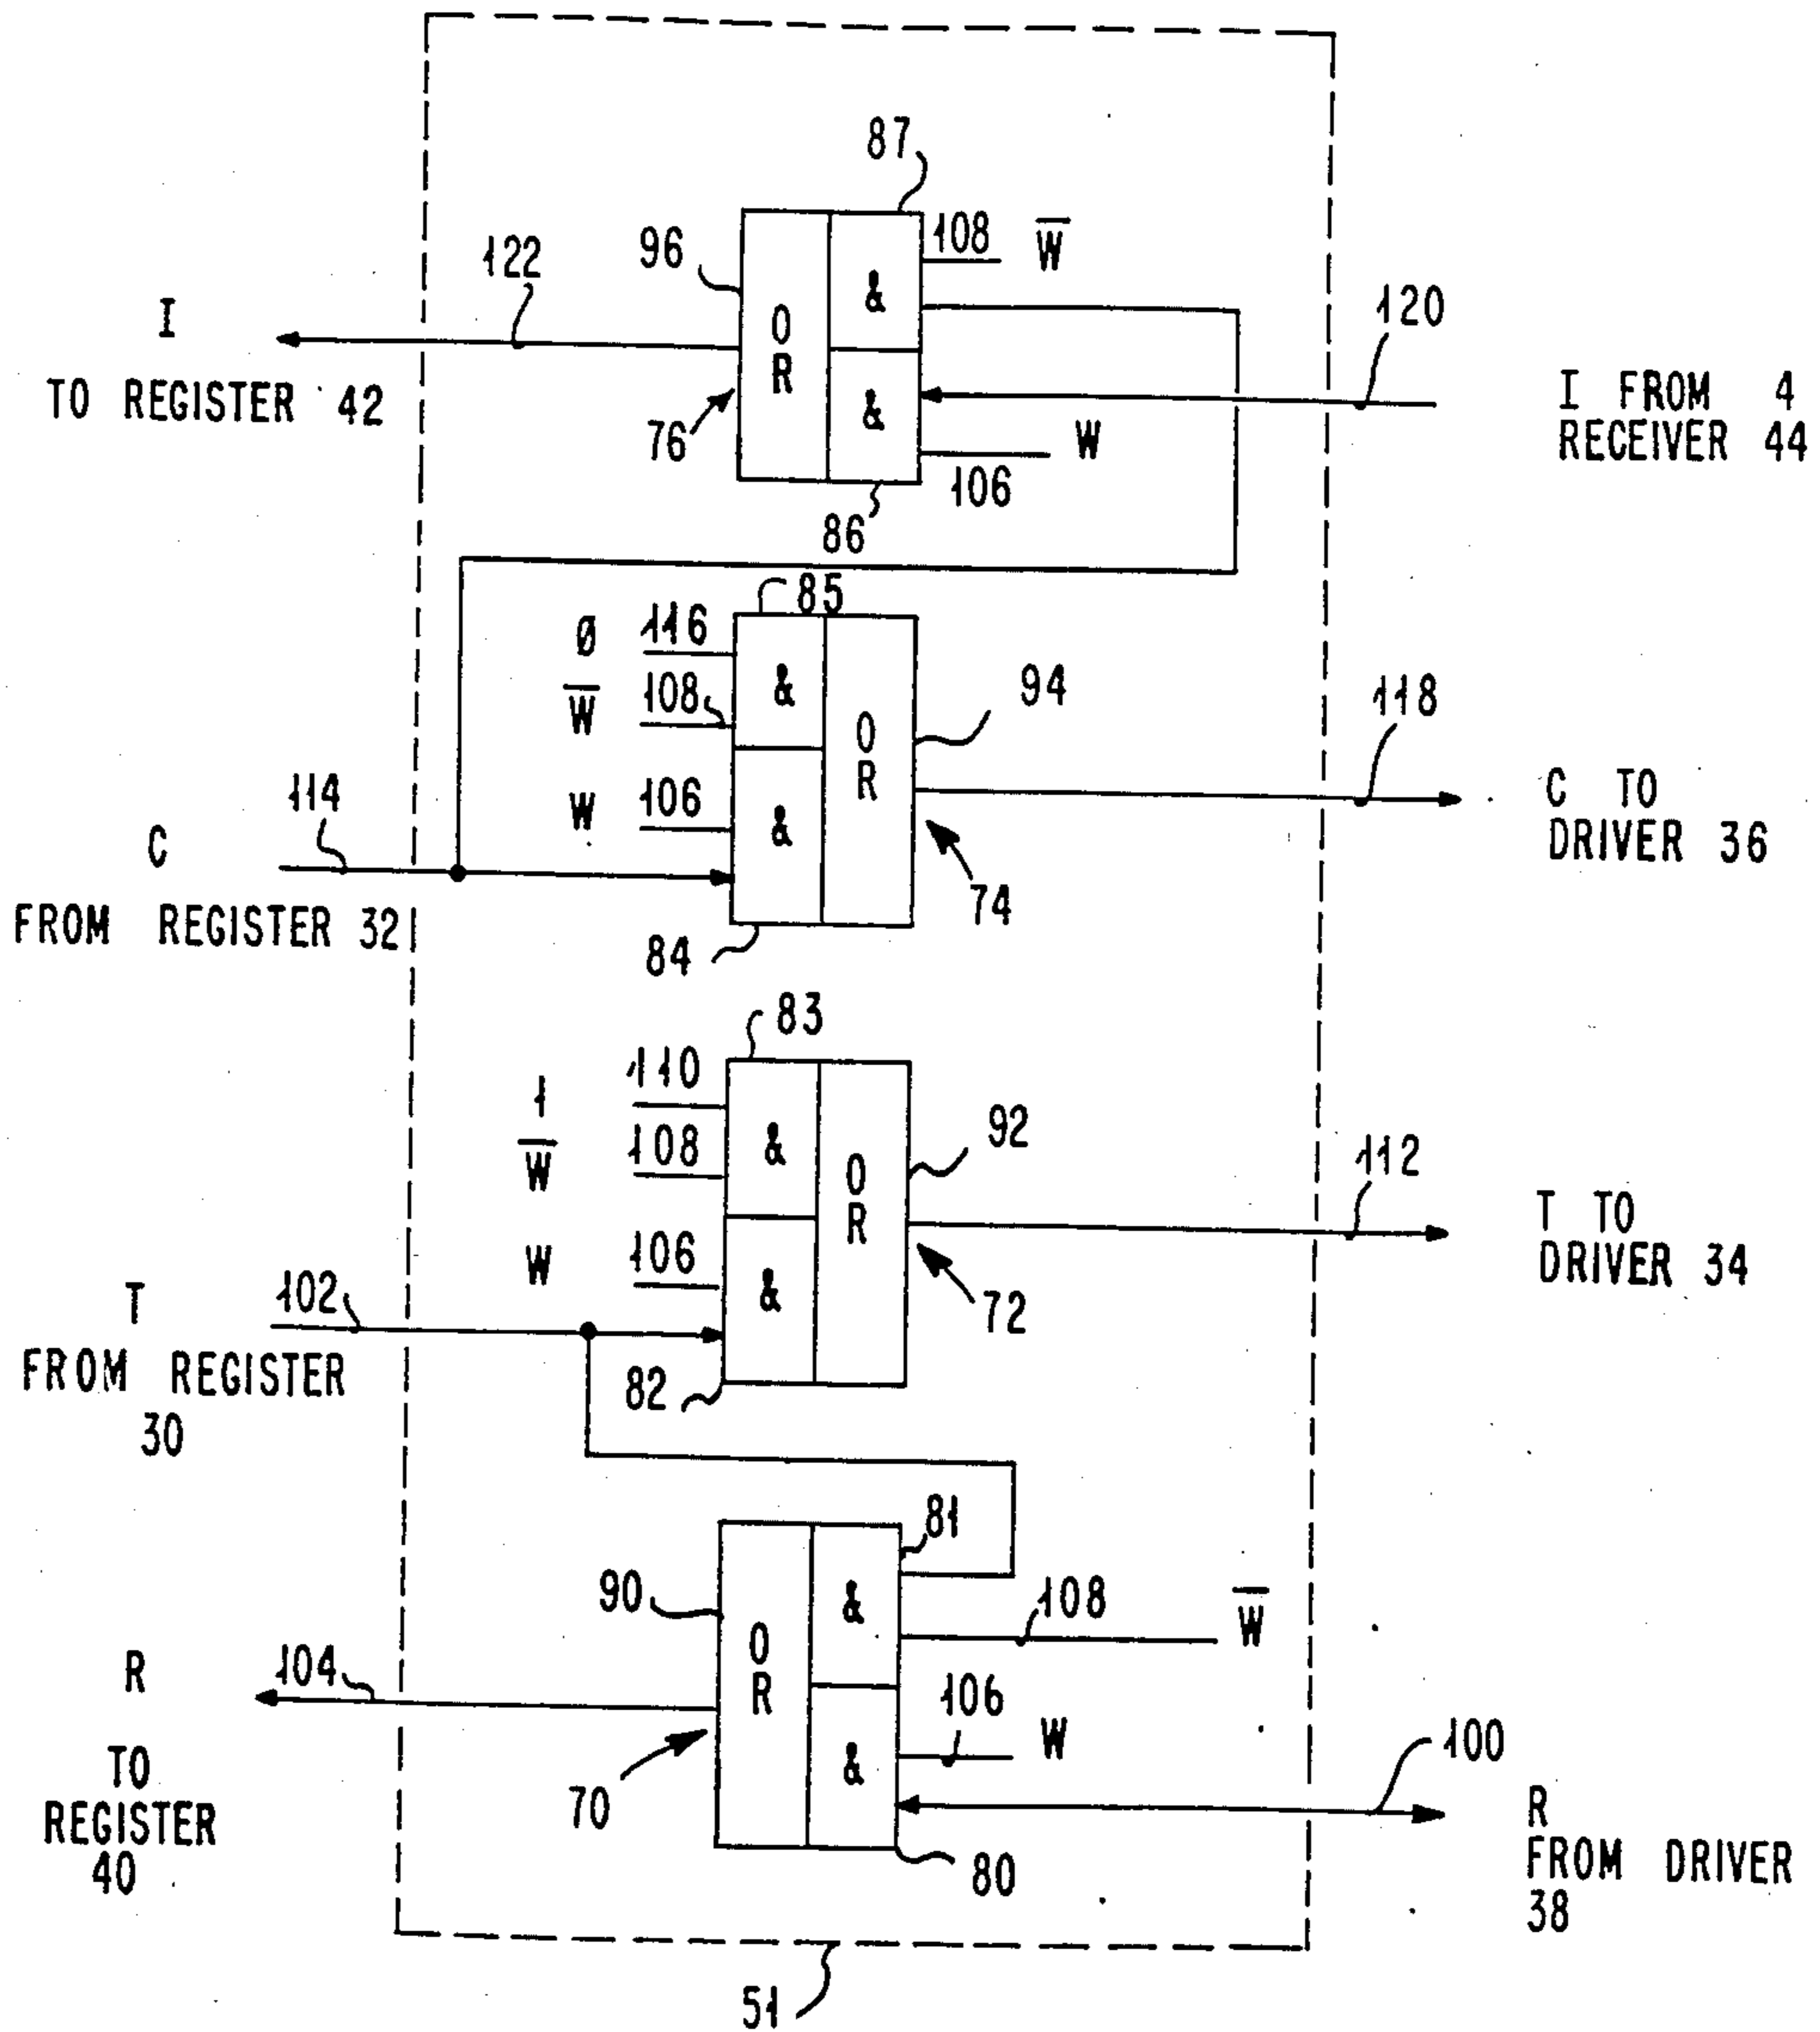 87
108 W̅
96
&
122
O
R
120
I
TO REGISTER 42
&
I FROM 4
RECEIVER 44
76
W
106
86
85
Ø 116
&
W̅ 108
94
O
R
118
W 106
&
114
C
C TO
DRIVER 36
74
FROM REGISTER 32
84
83
1 110
&
W̅ 108
92
O
R
112
W 106
&
T TO
DRIVER 34
T
102
72
FROM REGISTER
30
82
81
90
&
108
W̅
O
R
R
104
106 W
100
&
70
TO
REGISTER
40
R
FROM DRIVER
38
80
51